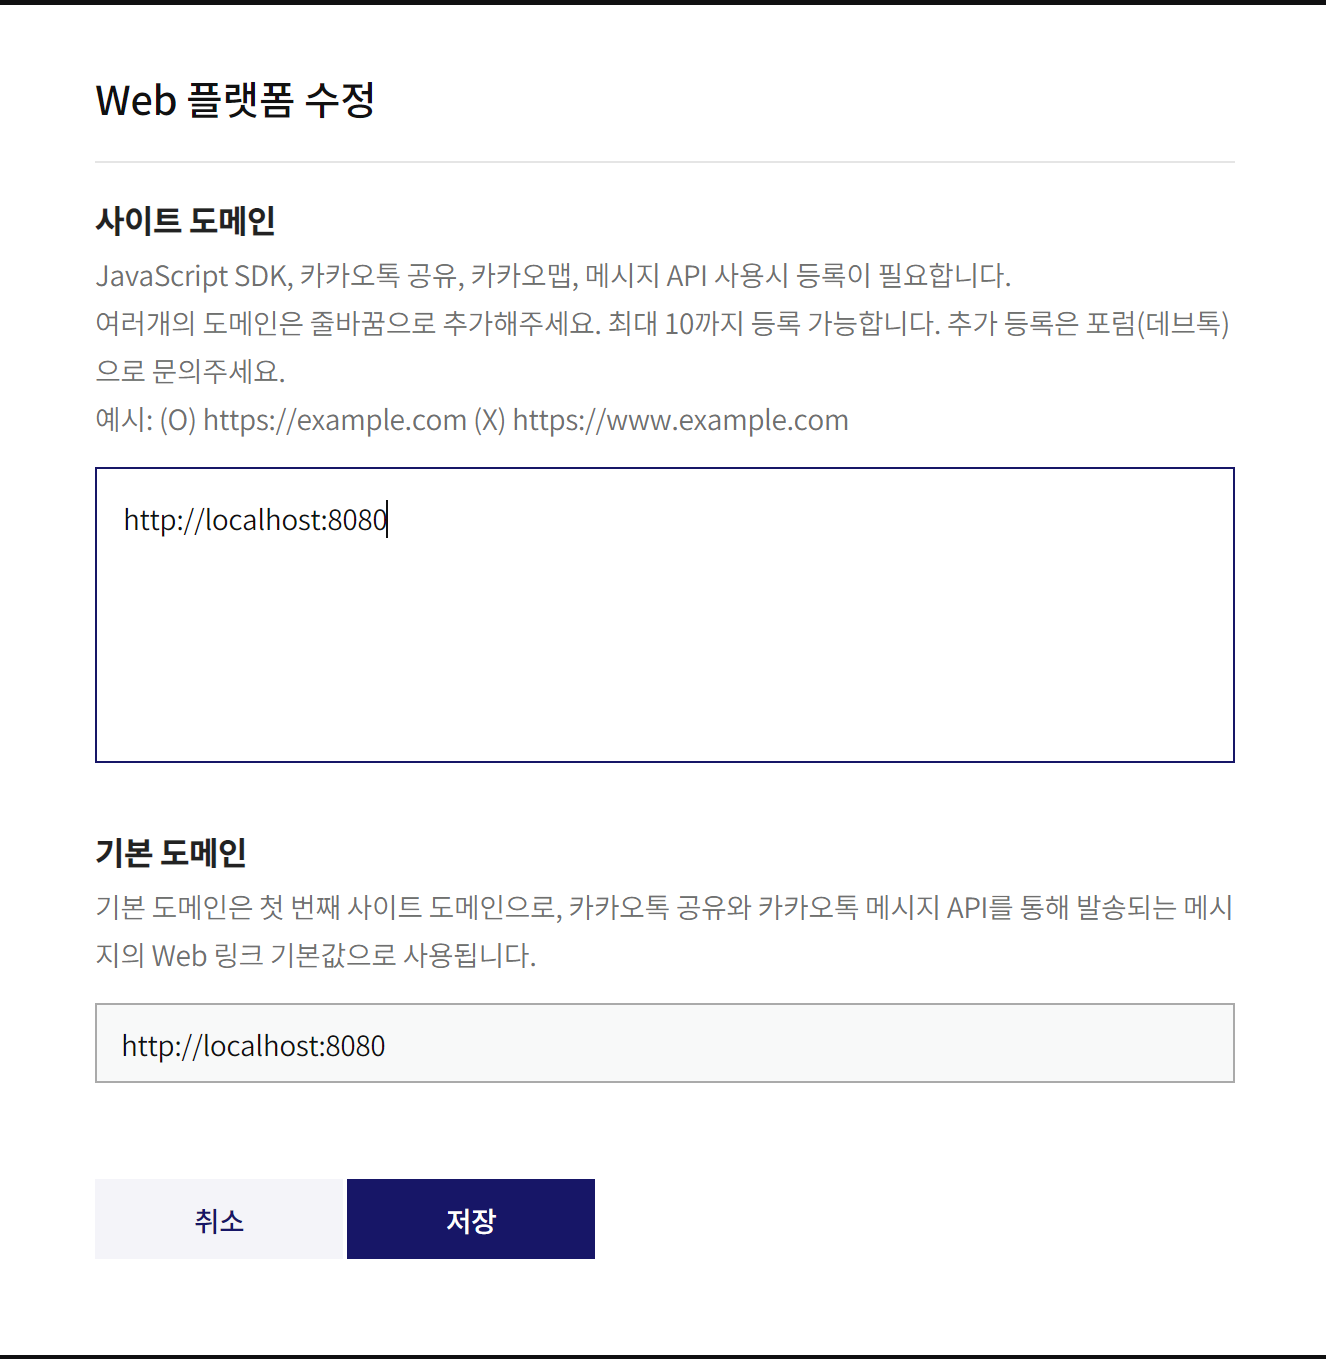 Web 플랫폼 수정
사이트 도메인
JavaScript SDK, 카카오톡 공유, 카카오맵, 메시지 API 사용시 등록이 필요합니다.
여러개의 도메인은 줄바꿈으로 추가해주세요. 최대 10까지 등록 가능합니다. 추가 등록은 포럼(데브톡)
으로 문의주세요.
예시: (O) https://example.com (X) https://www.example.com
http://localhost:8080
기본 도메인
기본 도메인은 첫 번째 사이트 도메인으로, 카카오톡 공유와 카카오톡 메시지 API를 통해 발송되는 메시
지의 Web 링크 기본값으로 사용됩니다.
http://localhost:8080
취소
저장